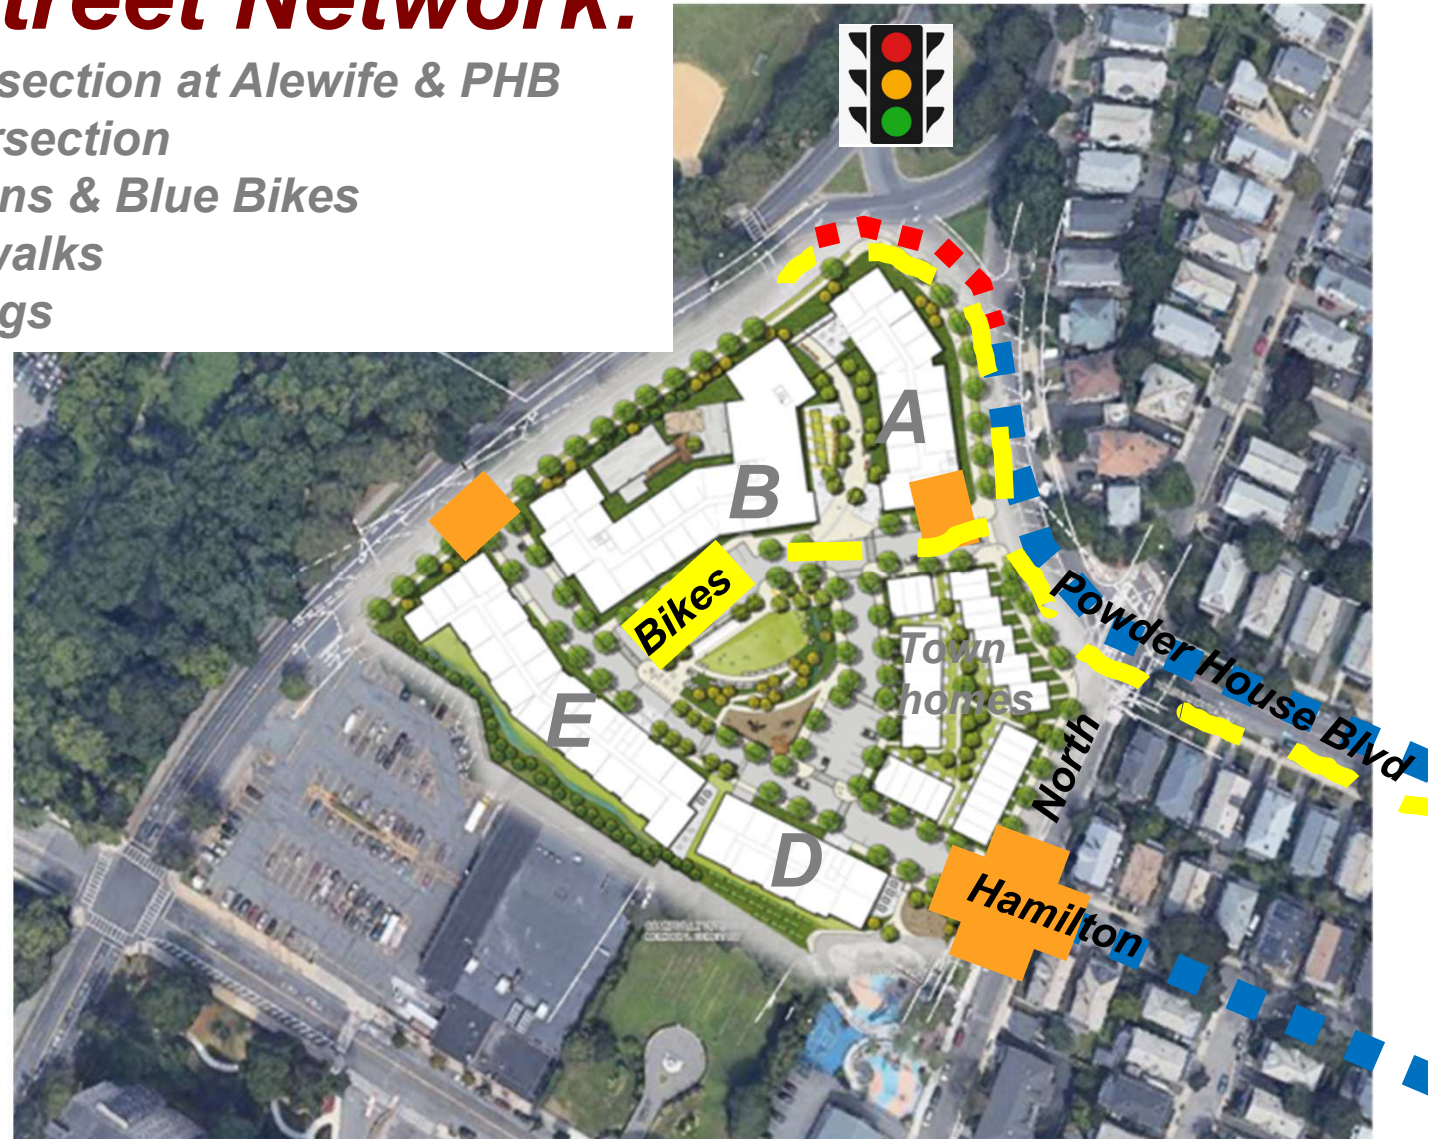 treet Network:
section at Alewife & PHB
rsection
ns & Blue Bikes
walks
gs
A
B
Bikes
Powder House Blvd
Town
homes
E
North
D
Hamilton